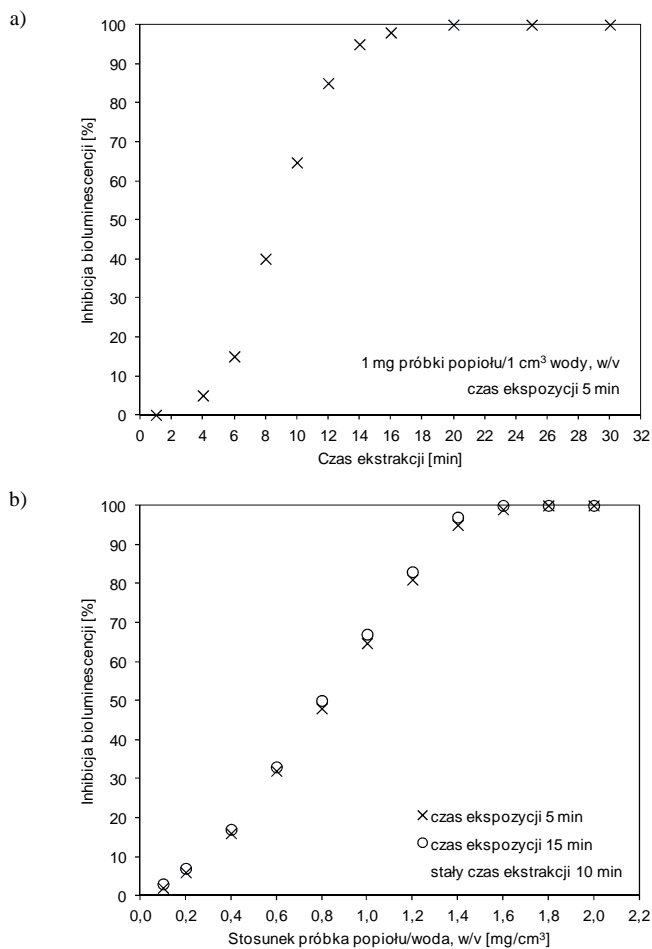 a)
100
90
80
70
60
50
40
30
20
10
0
Inhibicja bioluminescencji [%]
1 mg próbki popiołu/1 cm³ wody, w/v
czas ekspozycji 5 min
0 2 4 6 8 10 12 14 16 18 20 22 24 26 28 30 32
Czas ekstrakcji [min]
b)
100
90
80
70
60
50
40
30
20
10
0
Inhibicja bioluminescencji [%]
czas ekspozycji 5 min
czas ekspozycji 15 min
stały czas ekstrakcji 10 min
0,0 0,2 0,4 0,6 0,8 1,0 1,2 1,4 1,6 1,8 2,0 2,2
Stosunek próbka popiołu/woda, w/v [mg/cm³]